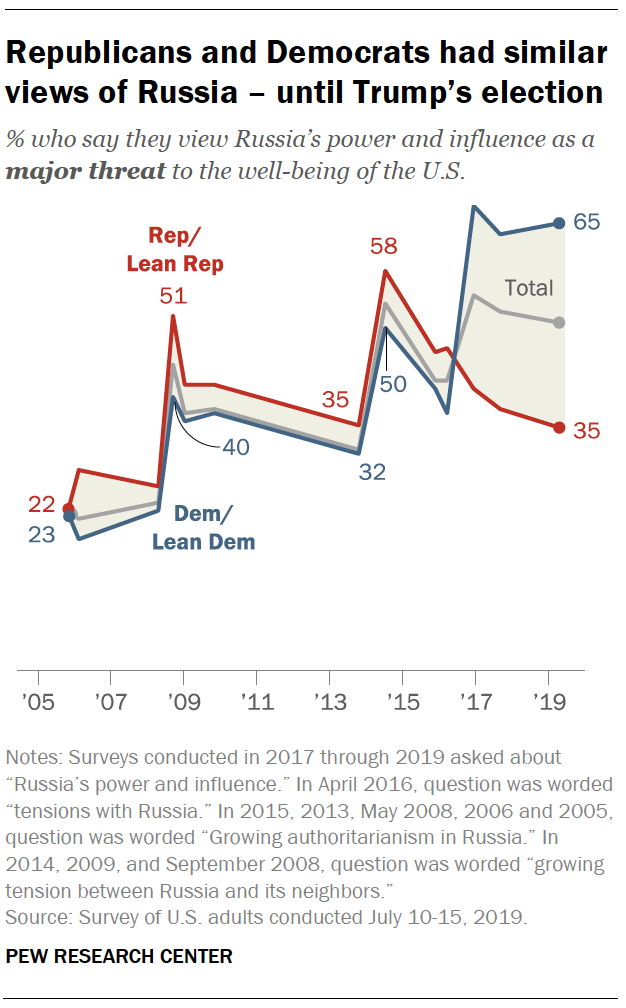 Republicans and Democrats had similar
views of Russia – until Trump's election
% who say they view Russia's power and influence as a
major threat to the well-being of the U.S.
Rep/
Lean Rep
51
58
65
Total
35
50
35
40
32
22
23
Dem/
Lean Dem
'05 '07 '09 '11 '13 '15 '17 '19
Notes: Surveys conducted in 2017 through 2019 asked about
“Russia's power and influence.” In April 2016, question was worded
“tensions with Russia.” In 2015, 2013, May 2008, 2006 and 2005,
question was worded “Growing authoritarianism in Russia.” In
2014, 2009, and September 2008, question was worded “growing
tension between Russia and its neighbors.”
Source: Survey of U.S. adults conducted July 10-15, 2019.
PEW RESEARCH CENTER